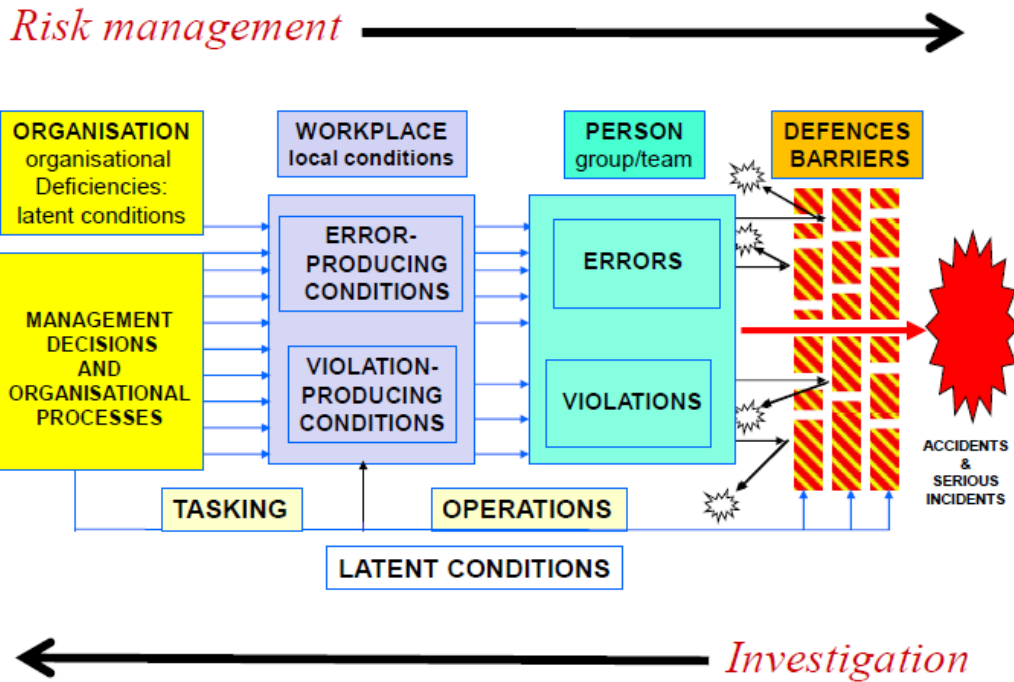 Risk management
ORGANISATION
organisational
Deficiencies:
latent conditions
WORKPLACE
local conditions
PERSON
group/team
DEFENCES
BARRIERS
MANAGEMENT
DECISIONS
AND
ORGANISATIONAL
PROCESSES
ERROR-
PRODUCING
CONDITIONS
VIOLATION-
PRODUCING
CONDITIONS
ERRORS
VIOLATIONS
ACCIDENTS
&
SERIOUS
INCIDENTS
TASKING
OPERATIONS
LATENT CONDITIONS
Investigation